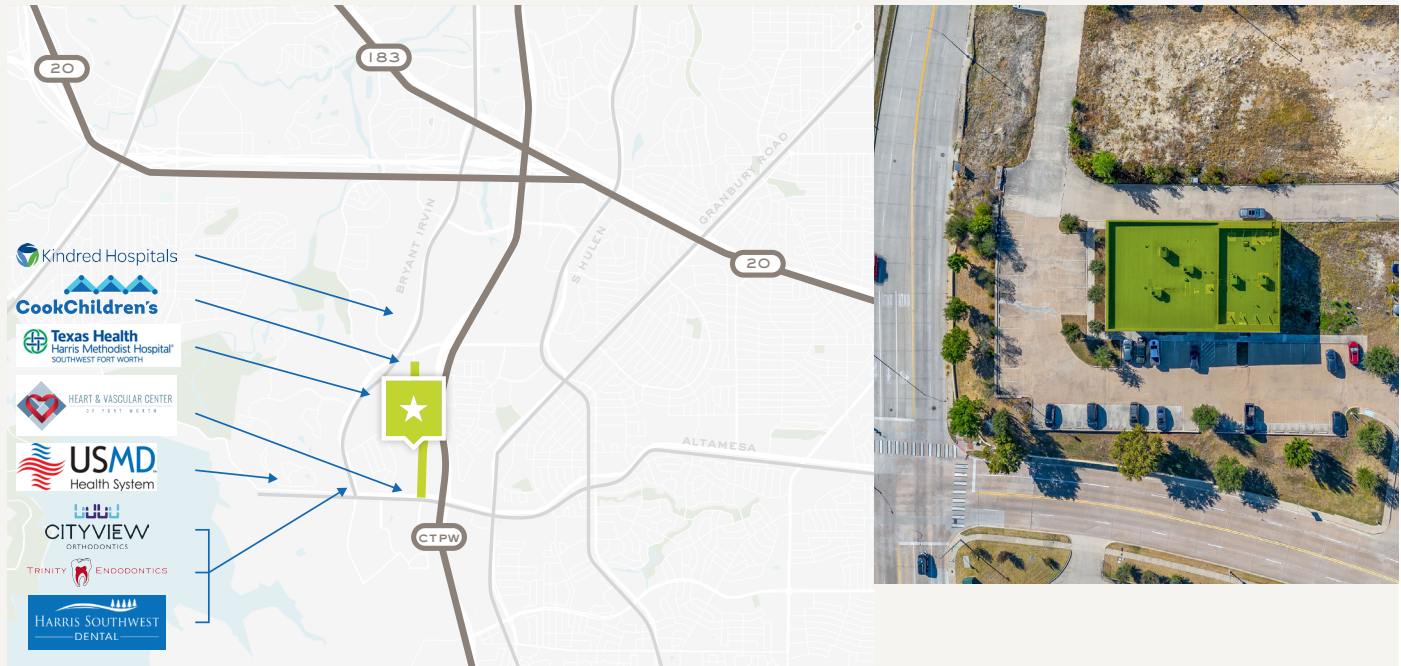 20
183
BRYANT IRVIN
S HULEN
GRANBURY ROAD
20
Kindred Hospitals
CookChildren's
Texas Health
Harris Methodist Hospital®
SOUTHWEST FORT WORTH
HEART & VASCULAR CENTER
OF FORT WORTH
USMD
Health System
ALTAMESA
CITYVIEW
ORTHODONTICS
CTPW
TRINITY ENDODONTICS
HARRIS SOUTHWEST
DENTAL